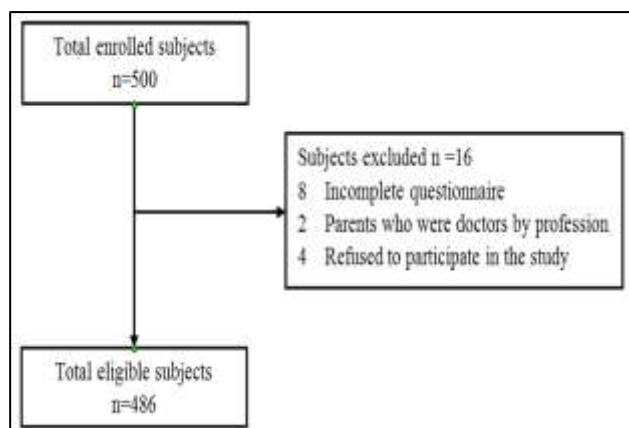 Total enrolled subjects
n=500
Subjects excluded n =16
8 Incomplete questionnaire
2 Parents who were doctors by profession
4 Refused to participate in the study
Total eligible subjects
n=486